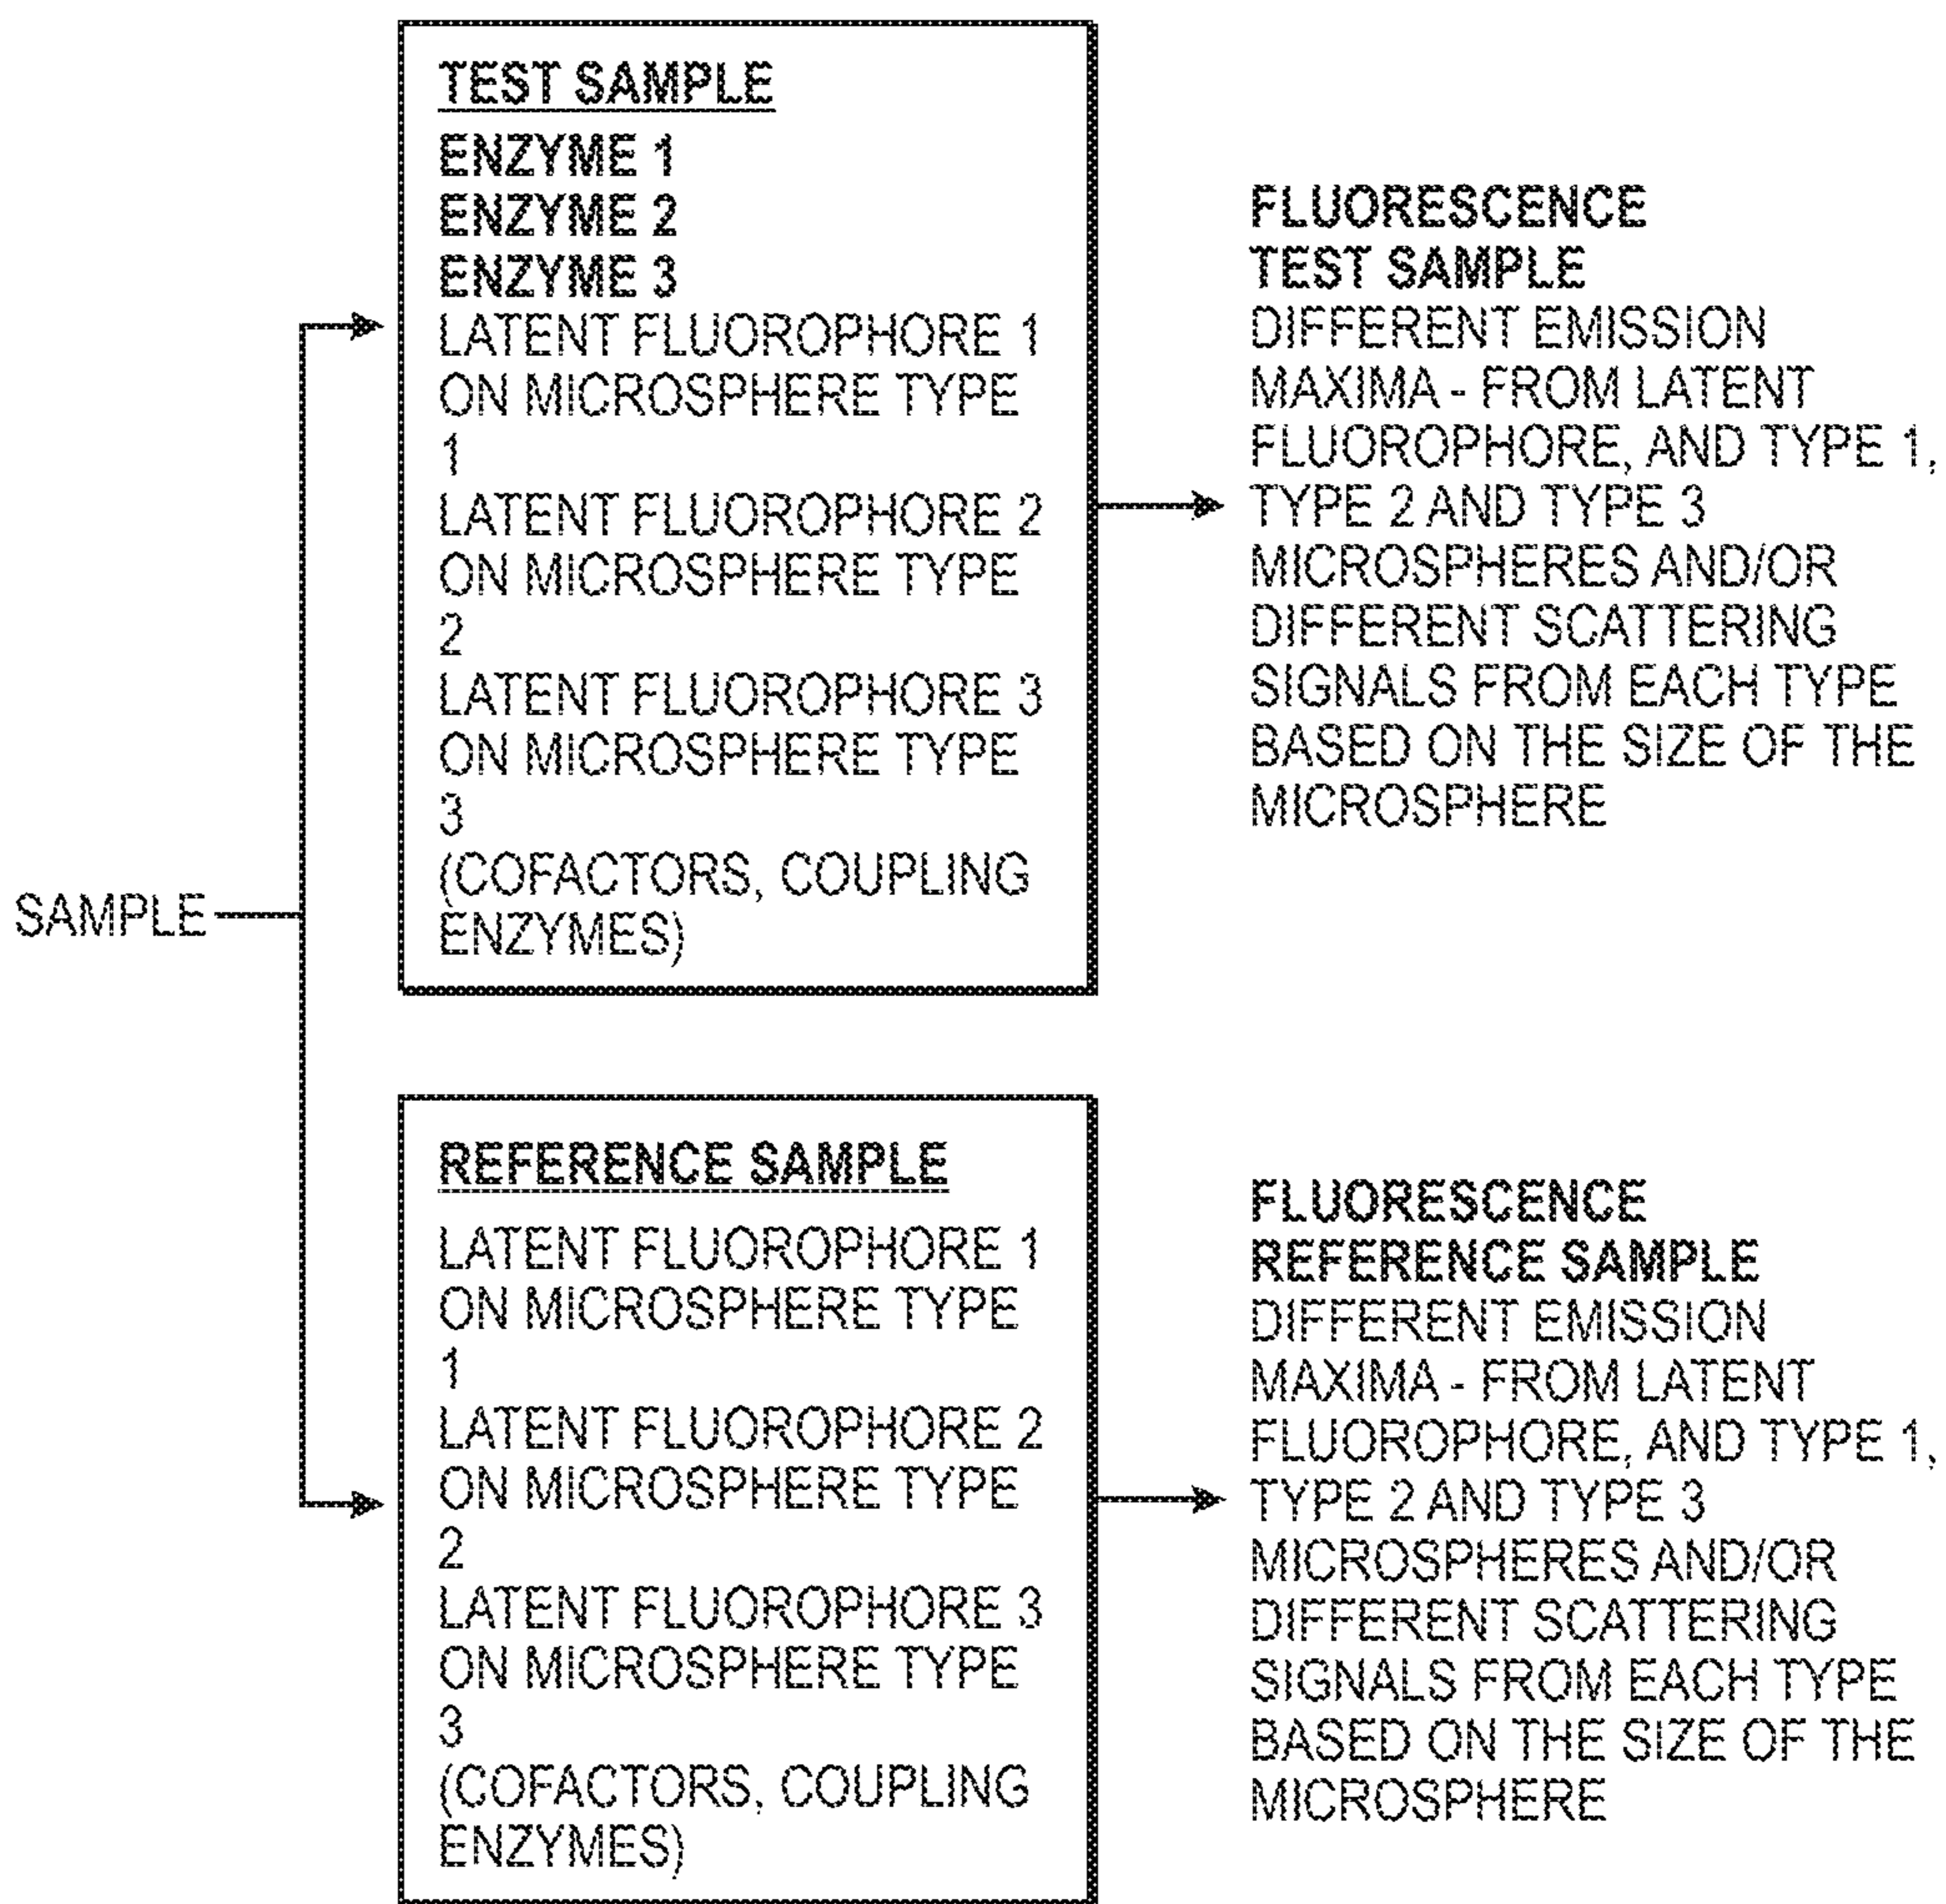 SAMPLE
TEST SAMPLE
ENZYME 1
ENZYME 2
ENZYME 3
LATENT FLUOROPHORE 1
ON MICROSPHERE TYPE
1
LATENT FLUOROPHORE 2
ON MICROSPHERE TYPE
2
LATENT FLUOROPHORE 3
ON MICROSPHERE TYPE
3
(COFACTORS, COUPLING
ENZYMES)
FLUORESCENCE
TEST SAMPLE
DIFFERENT EMISSION
MAXIMA - FROM LATENT
FLUOROPHORE, AND TYPE 1,
TYPE 2 AND TYPE 3
MICROSPHERES AND/OR
DIFFERENT SCATTERING
SIGNALS FROM EACH TYPE
BASED ON THE SIZE OF THE
MICROSPHERE
REFERENCE SAMPLE
LATENT FLUOROPHORE 1
ON MICROSPHERE TYPE
1
LATENT FLUOROPHORE 2
ON MICROSPHERE TYPE
2
LATENT FLUOROPHORE 3
ON MICROSPHERE TYPE
3
(COFACTORS, COUPLING
ENZYMES)
FLUORESCENCE
REFERENCE SAMPLE
DIFFERENT EMISSION
MAXIMA - FROM LATENT
FLUOROPHORE, AND TYPE 1,
TYPE 2 AND TYPE 3
MICROSPHERES AND/OR
DIFFERENT SCATTERING
SIGNALS FROM EACH TYPE
BASED ON THE SIZE OF THE
MICROSPHERE